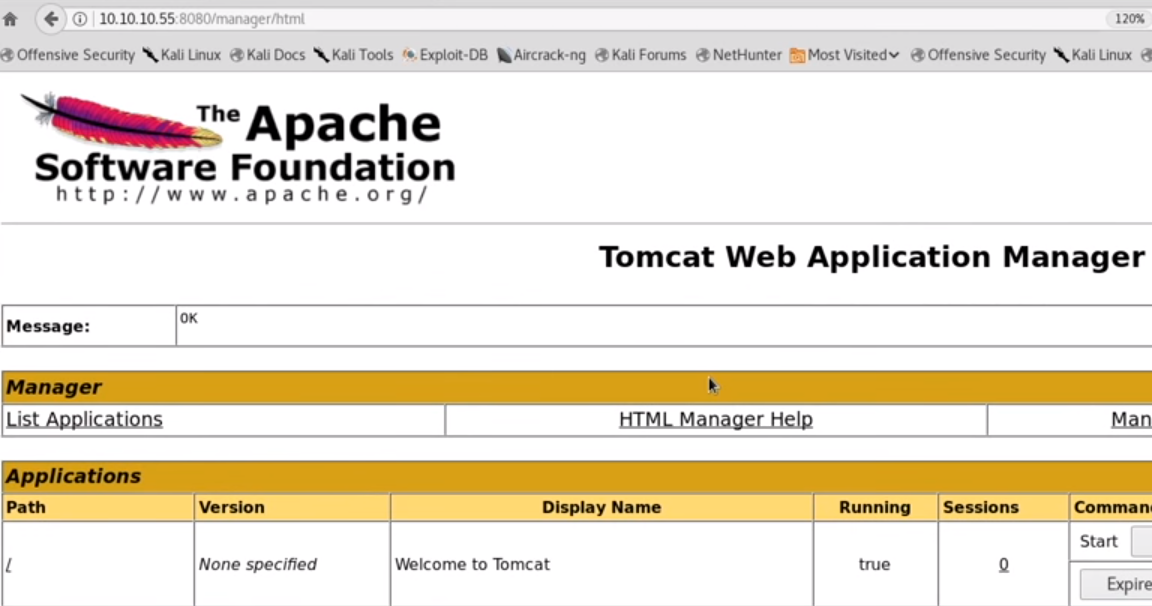 10.10.10.55:8080/manager/html 120%
Offensive Security Kali Linux Kali Docs Kali Tools Exploit-DB Aircrack-ng Kali Forums NetHunter Most Visited Offensive Security Kali Linux
The Apache
Software Foundation
http://www.apache.org/
Tomcat Web Application Manager
Message: OK
Manager
List Applications HTML Manager Help Man
Applications
Path Version Display Name Running Sessions Comman
/ None specified Welcome to Tomcat true 0 Start
Expire